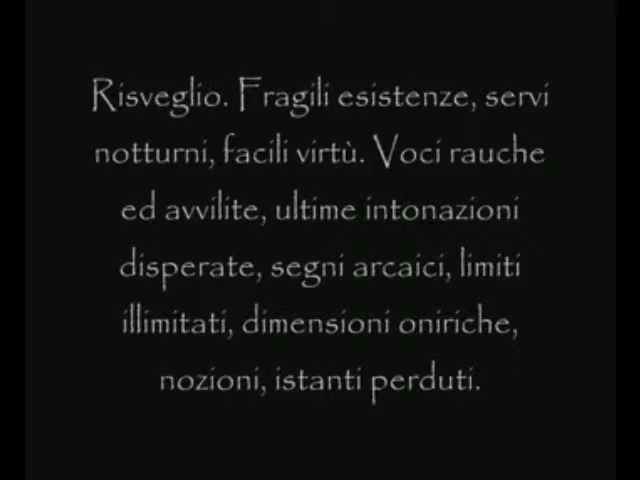 Risveglio. Fragili esistenze, servi
notturni, facili virtù. Voci rauche
ed avvilite, ultime intonazioni
disperate, segni arcaici, limiti
illimitati, dimensioni oniriche,
nozioni, istanti perduti.